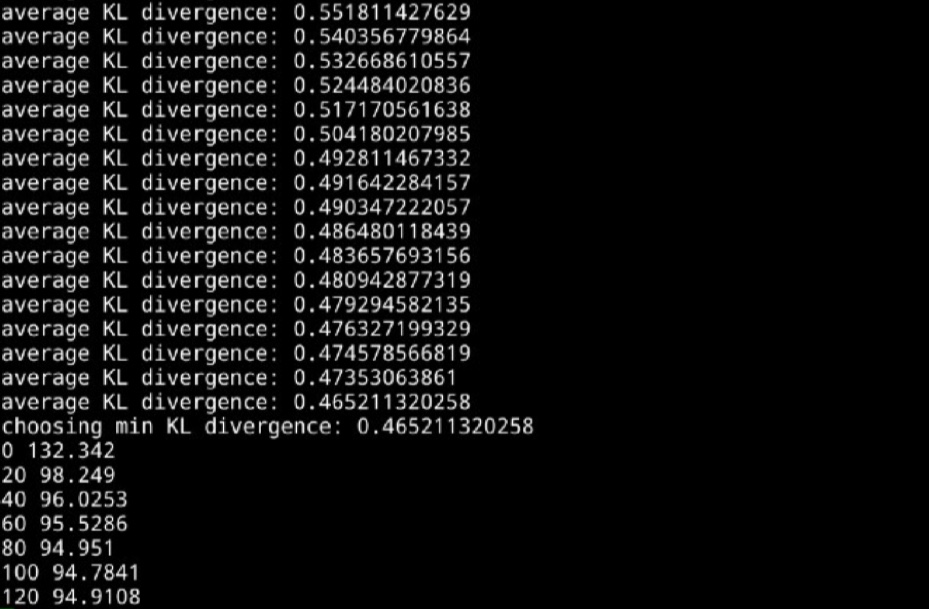 average KL divergence: 0.551811427629
average KL divergence: 0.540356779864
average KL divergence: 0.532668610557
average KL divergence: 0.524484020836
average KL divergence: 0.517170561638
average KL divergence: 0.504180207985
average KL divergence: 0.492811467332
average KL divergence: 0.491642284157
average KL divergence: 0.490347222057
average KL divergence: 0.486480118439
average KL divergence: 0.483657693156
average KL divergence: 0.480942877319
average KL divergence: 0.479294582135
average KL divergence: 0.476327199329
average KL divergence: 0.474578566819
average KL divergence: 0.47353063861
average KL divergence: 0.465211320258
choosing min KL divergence: 0.465211320258
0 132.342
20 98.249
40 96.0253
60 95.5286
80 94.951
100 94.7841
120 94.9108